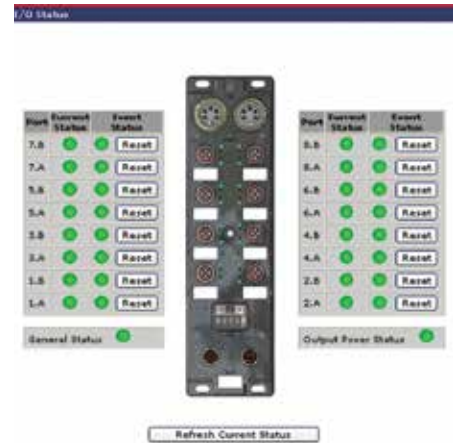 I/O Status
Port Current Status Event Status
7.B Reset
7.A Reset
5.B Reset
5.A Reset
3.B Reset
3.A Reset
1.B Reset
1.A Reset
General Status
Port Current Status Event Status
8.B Reset
8.A Reset
6.B Reset
6.A Reset
4.B Reset
4.A Reset
2.B Reset
2.A Reset
Output Power Status
Refresh Current Status